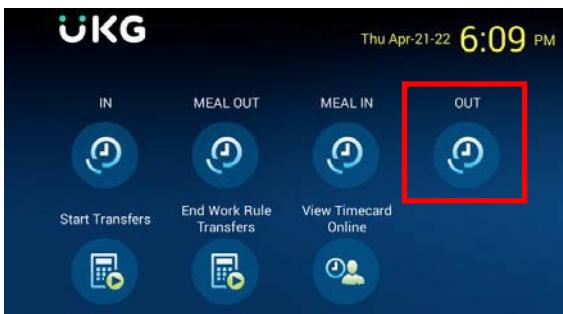 UKG
Thu Apr-21-22 6:09 PM
IN
MEAL OUT
MEAL IN
OUT
Start Transfers
End Work Rule
Transfers
View Timecard
Online